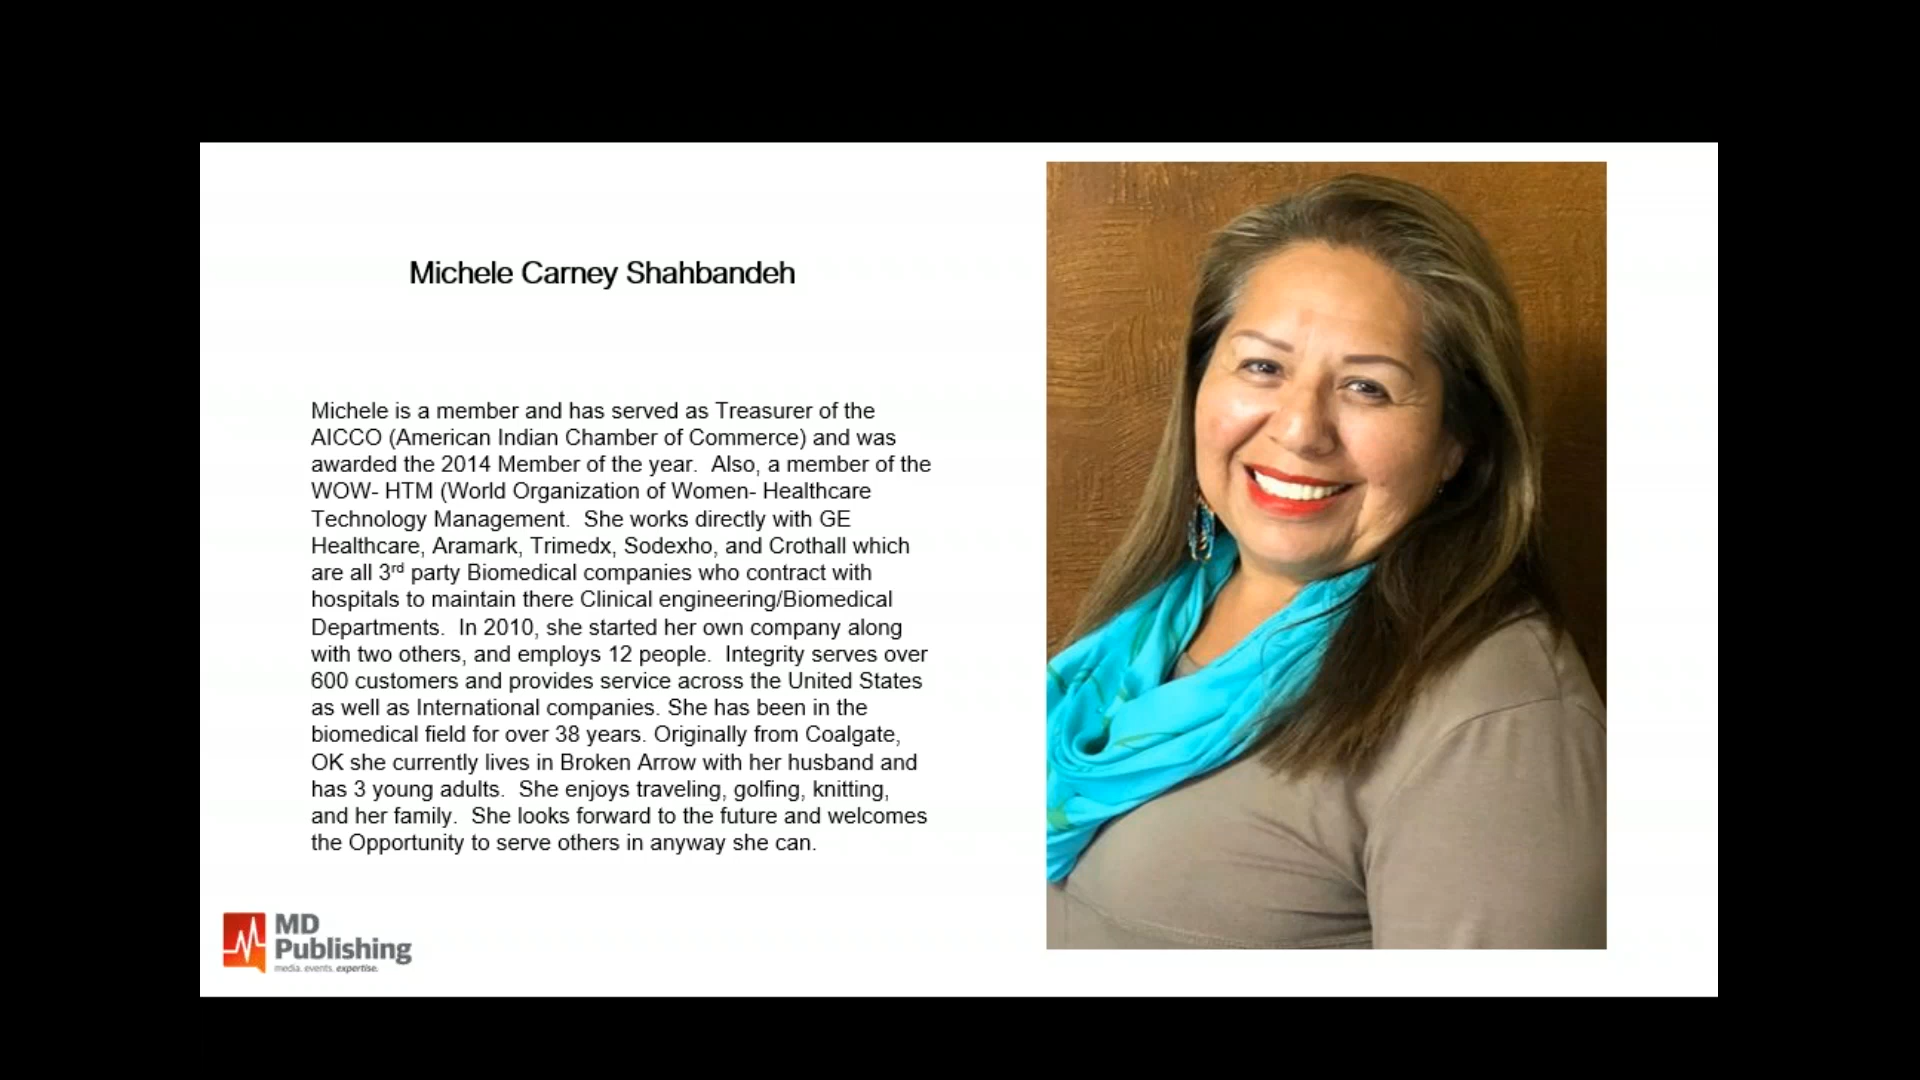 Michele Carney Shahbandeh
Michele is a member and has served as Treasurer of the
AICCO (American Indian Chamber of Commerce) and was
awarded the 2014 Member of the year.  Also, a member of the
WOW- HTM (World Organization of Women- Healthcare
Technology Management.  She works directly with GE
Healthcare, Aramark, Trimedx, Sodexho, and Crothall which
are all 3rd party Biomedical companies who contract with
hospitals to maintain there Clinical engineering/Biomedical
Departments.  In 2010, she started her own company along
with two others, and employs 12 people.  Integrity serves over
600 customers and provides service across the United States
as well as International companies. She has been in the
biomedical field for over 38 years. Originally from Coalgate,
OK she currently lives in Broken Arrow with her husband and
has 3 young adults.  She enjoys traveling, golfing, knitting,
and her family.  She looks forward to the future and welcomes
the Opportunity to serve others in anyway she can.
MD
Publishing
media. events. expertise.